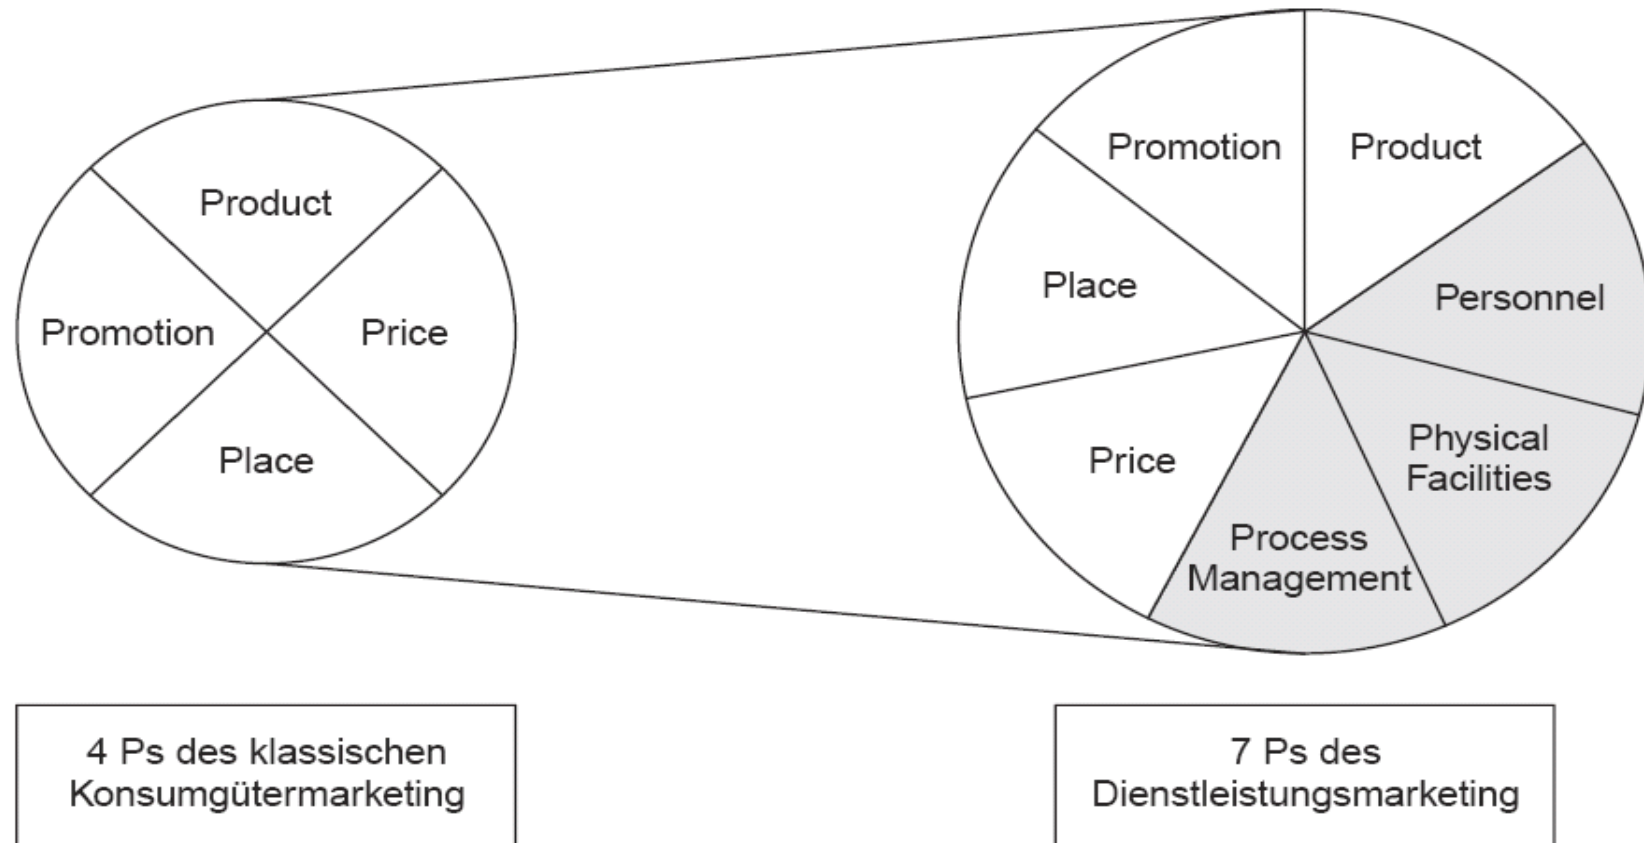 Product
Promotion
Price
Place
Promotion
Product
Place
Personnel
Price
Physical
Facilities
Process
Management
4 Ps des klassischen
Konsumgütermarketing
7 Ps des
Dienstleistungsmarketing